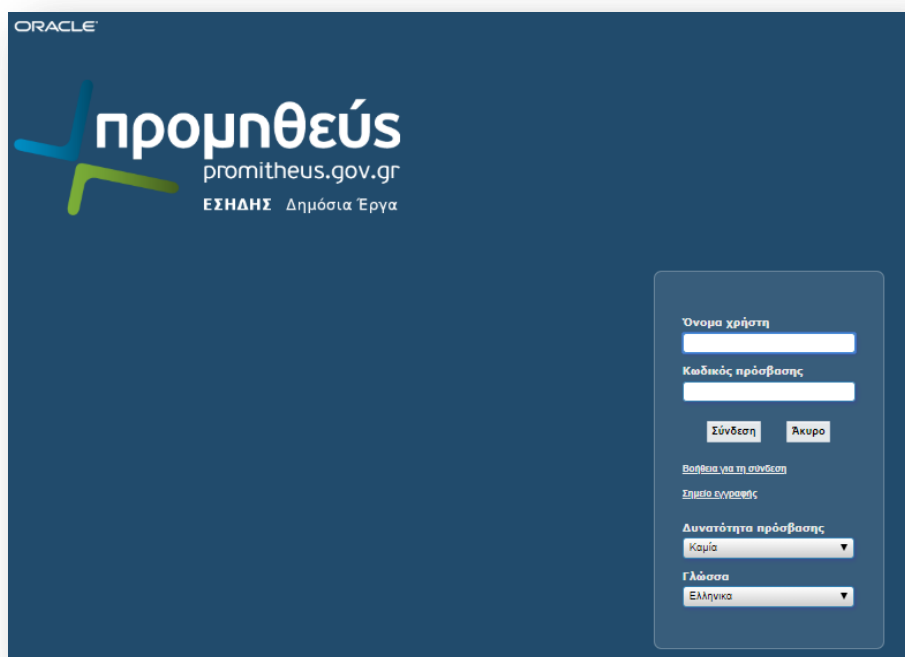 ORACLE
προμηθεύς
promitheus.gov.gr
ΕΣΗΔΗΣ Δημόσια Έργα
Όνομα χρήστη
Κωδικός πρόσβασης
Σύνδεση Άκυρο
Βοήθεια για τη σύνδεση
Σημείο εγγραφής
Δυνατότητα πρόσβασης
Καμία
Γλώσσα
Ελληνικα